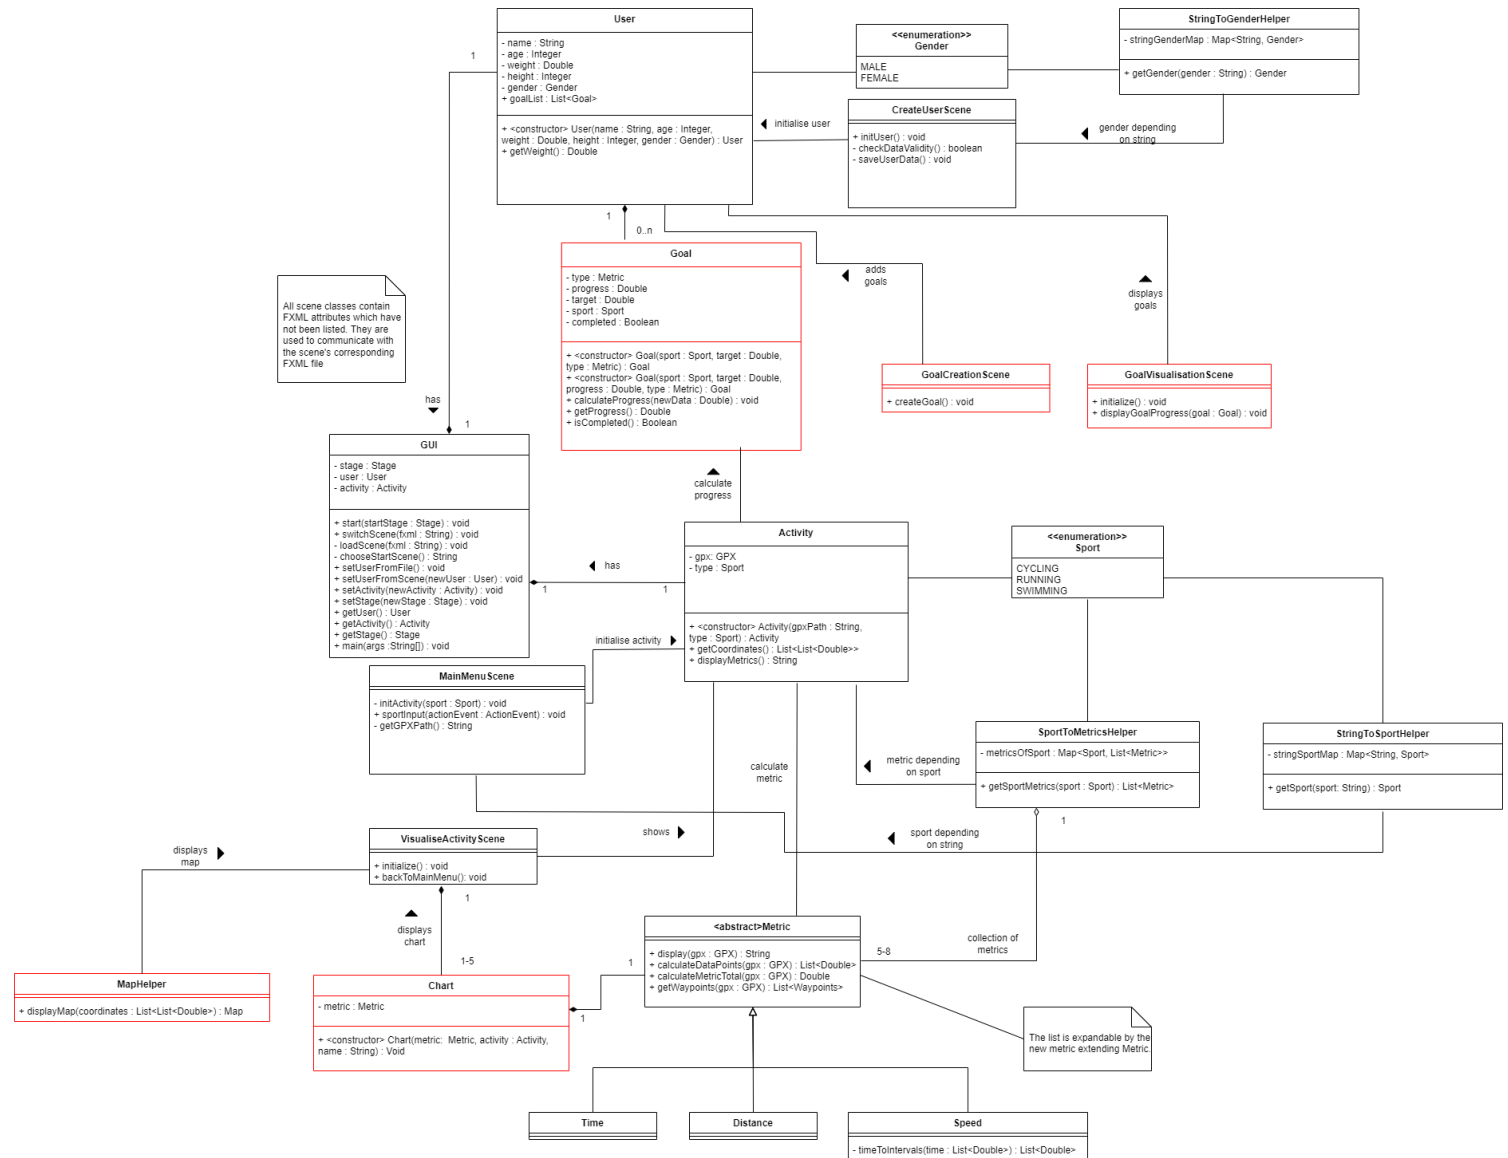 User
- name : String
- age : Integer
- weight : Double
- height : Integer
- gender : Gender
+ goalList : List<Goal>
+ <constructor> User(name : String, age : Integer,
weight : Double, height : Integer, gender : Gender) : User
+ getWeight() : Double
<<enumeration>>
Gender
MALE
FEMALE
StringToGenderHelper
- stringGenderMap : Map<String, Gender>
+ getGender(gender : String) : Gender
CreateUserScene
+ initUser() : void
- checkDataValidity() : boolean
- saveUserData() : void
initialise user
gender depending
on string
1
1
0..n
Goal
- type : Metric
- progress : Double
- target : Double
- sport : Sport
- completed : Boolean
+ <constructor> Goal(sport : Sport, target : Double,
type : Metric) : Goal
+ <constructor> Goal(sport : Sport, target : Double,
progress : Double, type : Metric) : Goal
+ calculateProgress(newData : Double) : void
+ getProgress() : Double
+ isCompleted() : Boolean
adds
goals
displays
goals
All scene classes contain
FXML attributes which have
not been listed. They are
used to communicate with
the scene's corresponding
FXML file
GoalCreationScene
+ createGoal() : void
GoalVisualisationScene
+ initialize() : void
+ displayGoalProgress(goal : Goal) : void
has
1
GUI
- stage : Stage
- user : User
- activity : Activity
+ start(startStage : Stage) : void
+ switchScene(fxml : String) : void
- loadScene(fxml : String) : void
- chooseStartScene() : String
+ setUserFromFile() : void
+ setUserFromScene(newUser : User) : void
+ setActivity(newActivity : Activity) : void
+ setStage(newStage : Stage) : void
+ getUser() : User
+ getActivity() : Activity
+ getStage() : Stage
+ main(args :String[]) : void
calculate
progress
has
1
1
Activity
- gpx: GPX
- type : Sport
+ <constructor> Activity(gpxPath : String,
type : Sport) : Activity
+ getCoordinates() : List<List<Double>>
+ displayMetrics() : String
<<enumeration>>
Sport
CYCLING
RUNNING
SWIMMING
initialise activity
MainMenuScene
- initActivity(sport : Sport) : void
+ sportInput(actionEvent : ActionEvent) : void
- getGPXPath() : String
SportToMetricsHelper
- metricsOfSport : Map<Sport, List<Metric>>
+ getSportMetrics(sport : Sport) : List<Metric>
StringToSportHelper
- stringSportMap : Map<String, Sport>
+ getSport(sport: String) : Sport
calculate
metric
metric depending
on sport
1
shows
sport depending
on string
displays
map
VisualiseActivityScene
+ initialize() : void
+ backToMainMenu(): void
1
displays
chart
1-5
<abstract>Metric
+ display(gpx : GPX) : String
+ calculateDataPoints(gpx : GPX) : List<Double>
+ calculateMetricTotal(gpx : GPX) : Double
+ getWaypoints(gpx : GPX) : List<Waypoints>
5-8
collection of
metrics
MapHelper
+ displayMap(coordinates : List<List<Double>) : Map
Chart
- metric : Metric
+ <constructor> Chart(metric: Metric, activity : Activity,
name : String) : Void
1
1
The list is expandable by the
new metric extending Metric.
Time
Distance
Speed
- timeToIntervals(time : List<Double>) : List<Double>